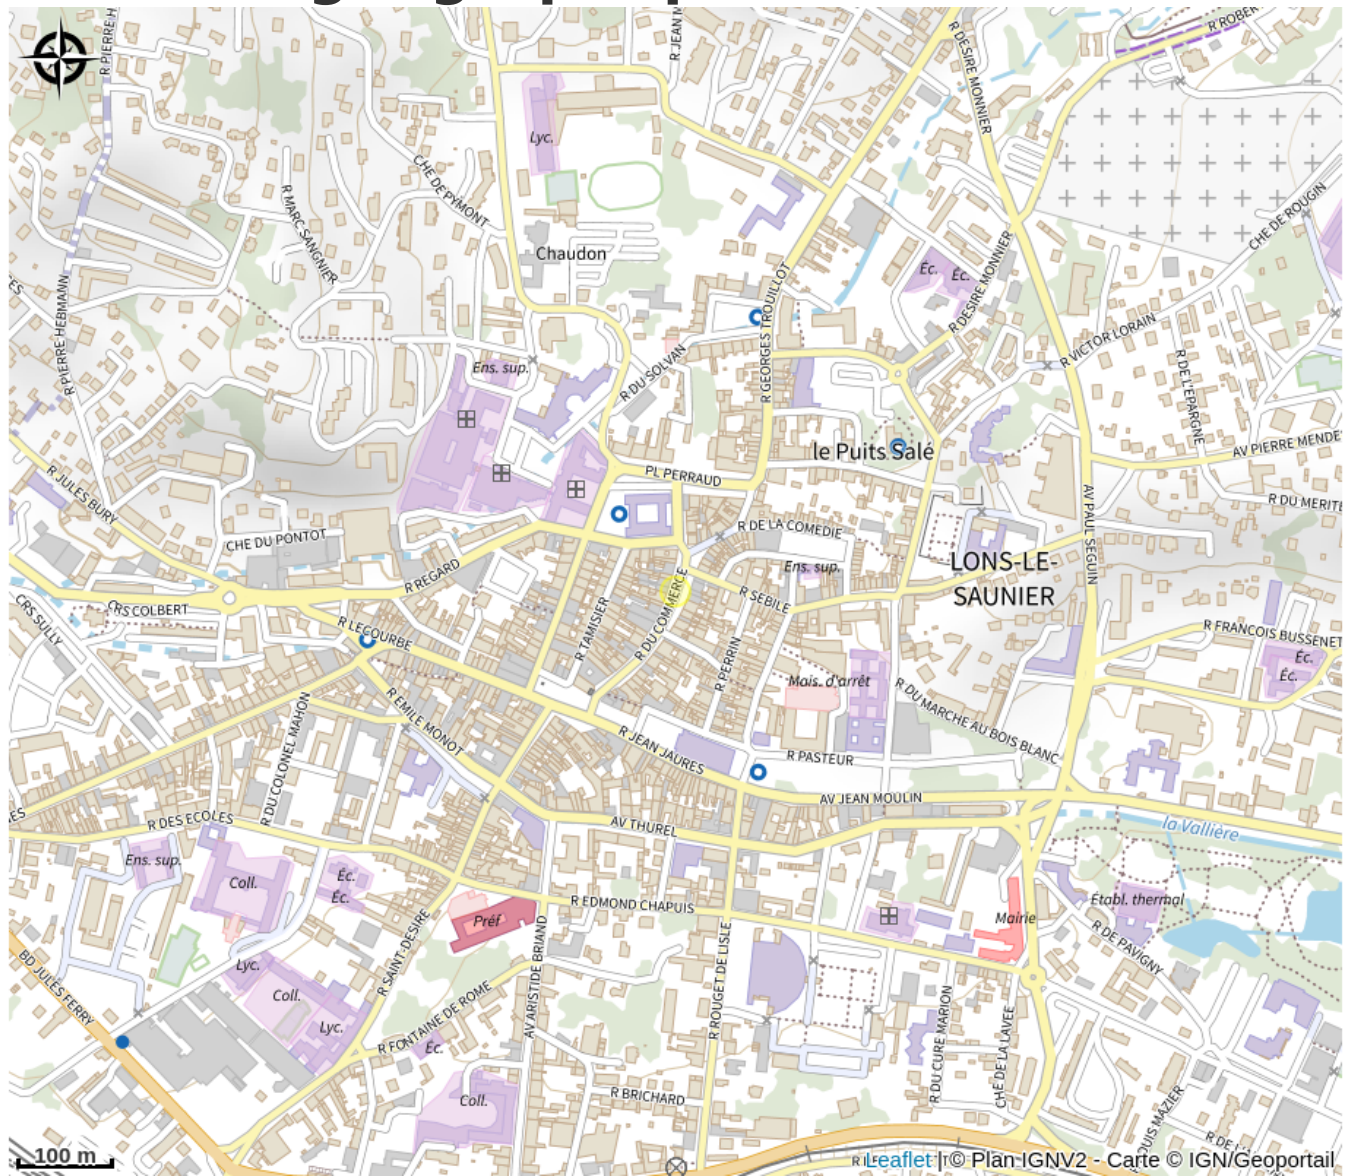 R PIERRE H
R JEAN M
R DESIRE MONNIER
R ROBER
Lyc.
CHE DE PYMONT
R MARC SANGNIER
CHE DE ROUGIN
Chaudon
Éc.
Éc.
R DESIRE MONNIER
ES
R PIERRE HEBMANN
R GEORGES TROUILLOT
R VICTOR LORAIN
Ens. sup.
R DU SOLVAN
R DE L'EPARGNE
le Puits Salé
AV PIERRE MENDE
PL PERRAUD
R JULES BURY
R DU MERITE
AV PAUL SEGUIN
R DE LA COMEDIE
CHE DU PONTOT
LONS-LE-
SAUNIER
Ens. sup.
R REGARD
R SEBILE
CRS COLBERT
CRS SULLY
R LECOURBE
R TAMISIER
R DU COMMERCE
R PERRIN
R FRANCOIS BUSSENET
Éc.
Éc.
Mais. d'arrêt
R DU MARCHE AU BOIS BLANC
R EMILE MONOT
R DU COLONEL MAHON
R JEAN JAURES
R PASTEUR
AV JEAN MOULIN
ES
R DES ECOLES
AV THUREL
la Vallière
Ens. sup.
Coll.
Éc.
Éc.
R EDMOND CHAPUIS
Préf
Mairie
Établ. thermal
R DE PAVIGNY
R SAINT-DESIRE
AV ARISTIDE BRIAND
R ROUGET DE LISLE
BD JULES FERRY
Lyc.
Coll.
Lyc.
R FONTAINE DE ROME
Éc.
R DU CURE MARION
CHE DE LA LAVEE
Coll.
R BRICHARD
OUIS MAZIER
R DE L
100 m
Leaflet | © Plan IGNV2 - Carte © IGN/Geoportail